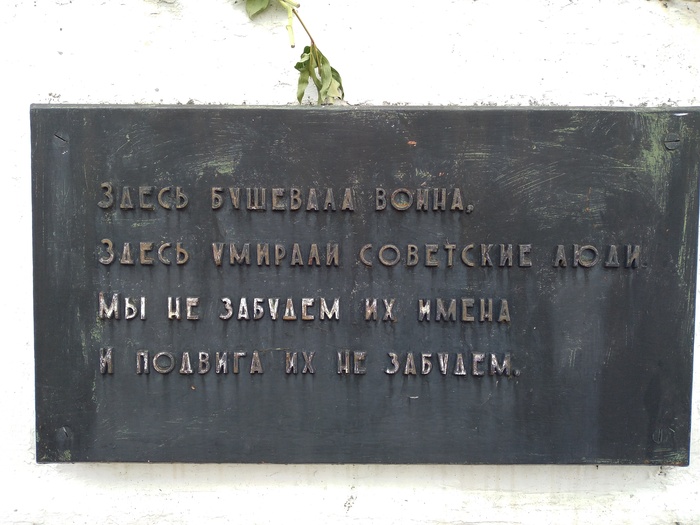 Здесь бушевала война,
Здесь умирали советские люди.
Мы не забудем их имена
И подвига их не забудем.